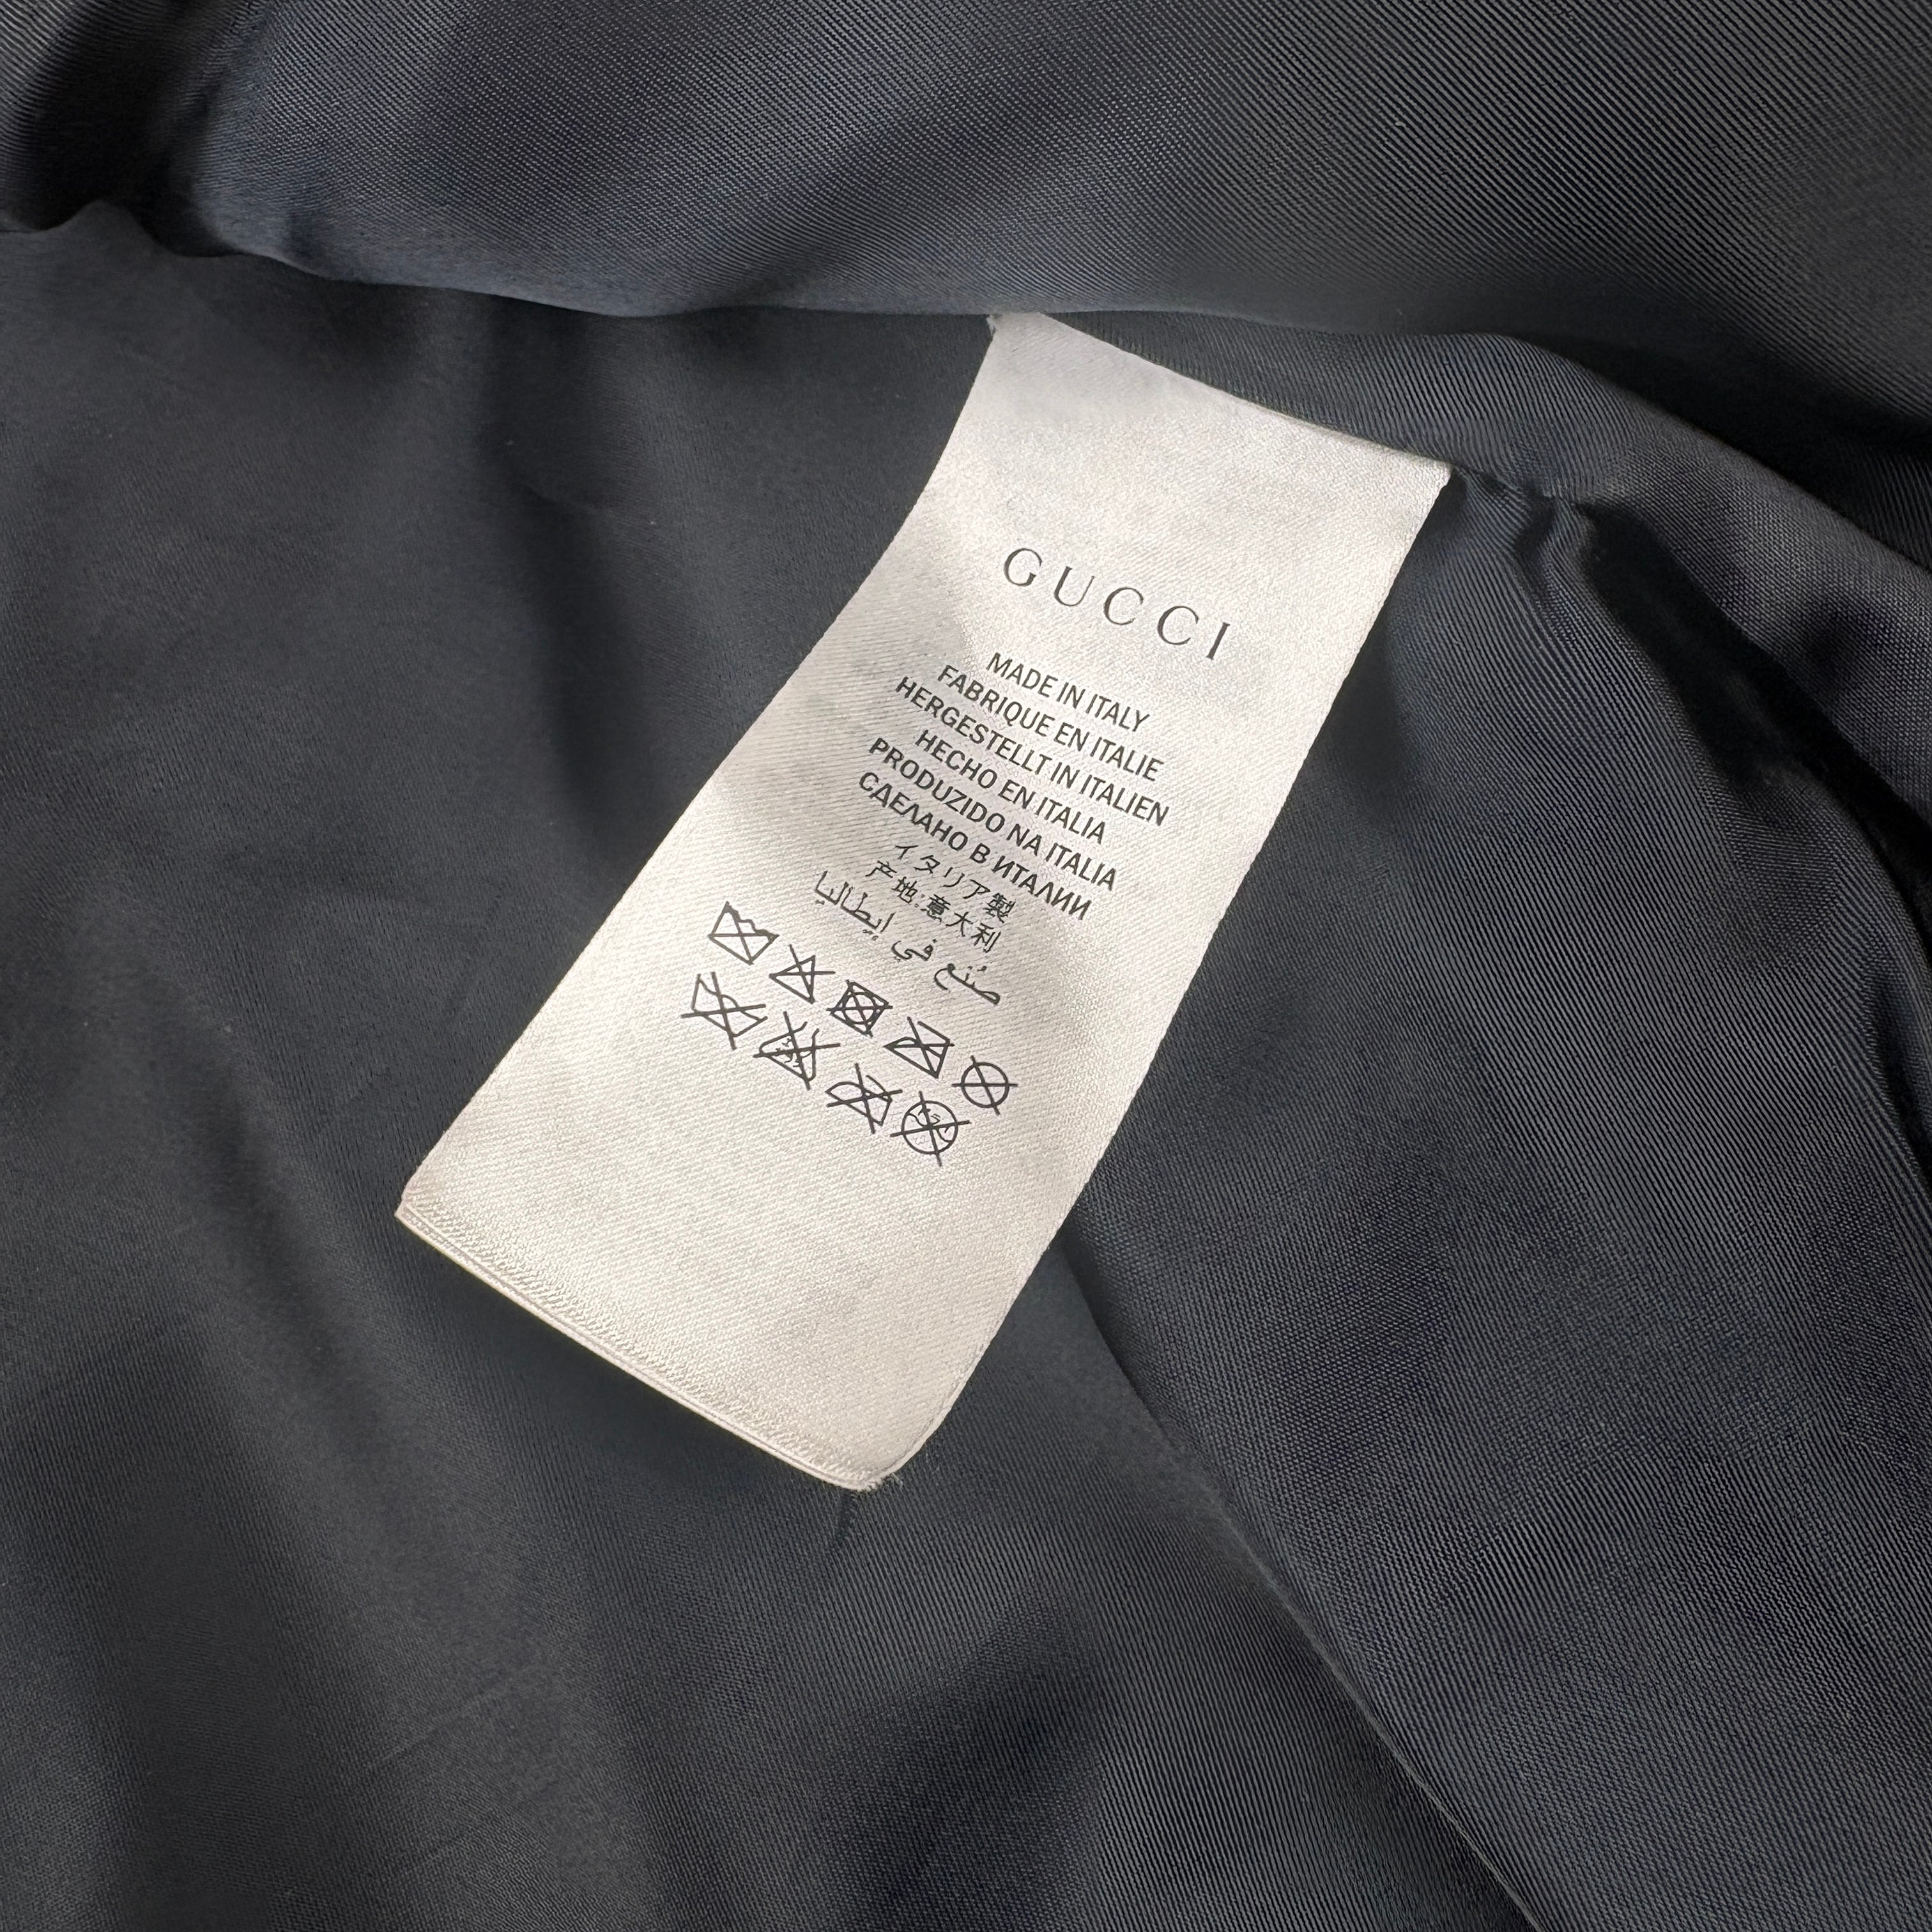 GUCCI
MADE IN ITALY
FABRIQUE EN ITALIE
HERGESTELLT IN ITALIEN
HECHO EN ITALIA
PRODUZIDO NA ITALIA
СДЕЛАНО В ИТАЛИИ
イタリア製
产地:意大利
صُنع في إيطاليا